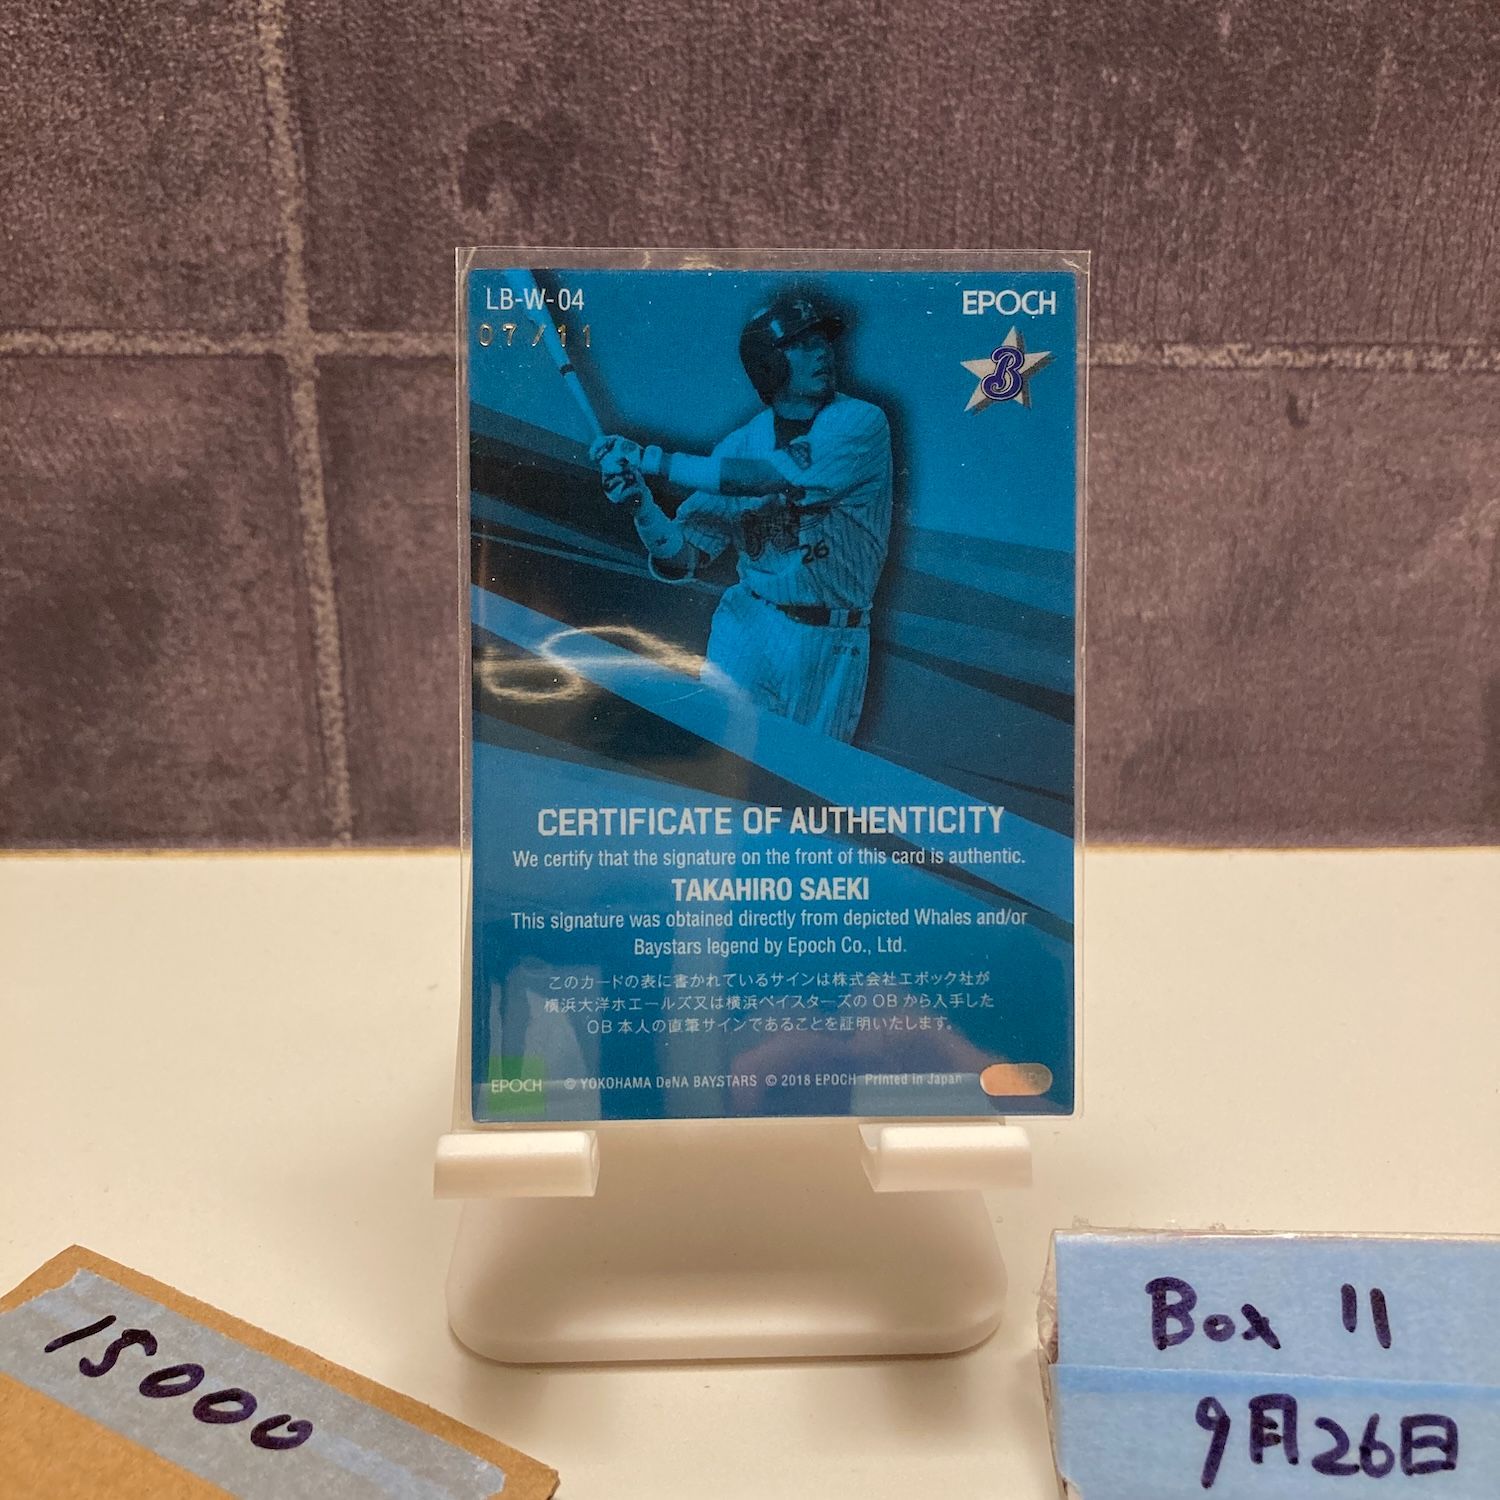 LB-W-04
07/11
EPOCH
B
26
CERTIFICATE OF AUTHENTICITY
We certify that the signature on the front of this card is authentic.
TAKAHIRO SAEKI
This signature was obtained directly from depicted Whales and/or
Baystars legend by Epoch Co., Ltd.
このカードの表に書かれているサインは株式会社エポック社が
横浜大洋ホエールズ又は横浜ベイスターズのOBから入手した
OB本人の直筆サインであることを証明いたします。
EPOCH © YOKOHAMA DeNA BAYSTARS © 2018 EPOCH Printed in Japan
15000
Box 11
9月26日